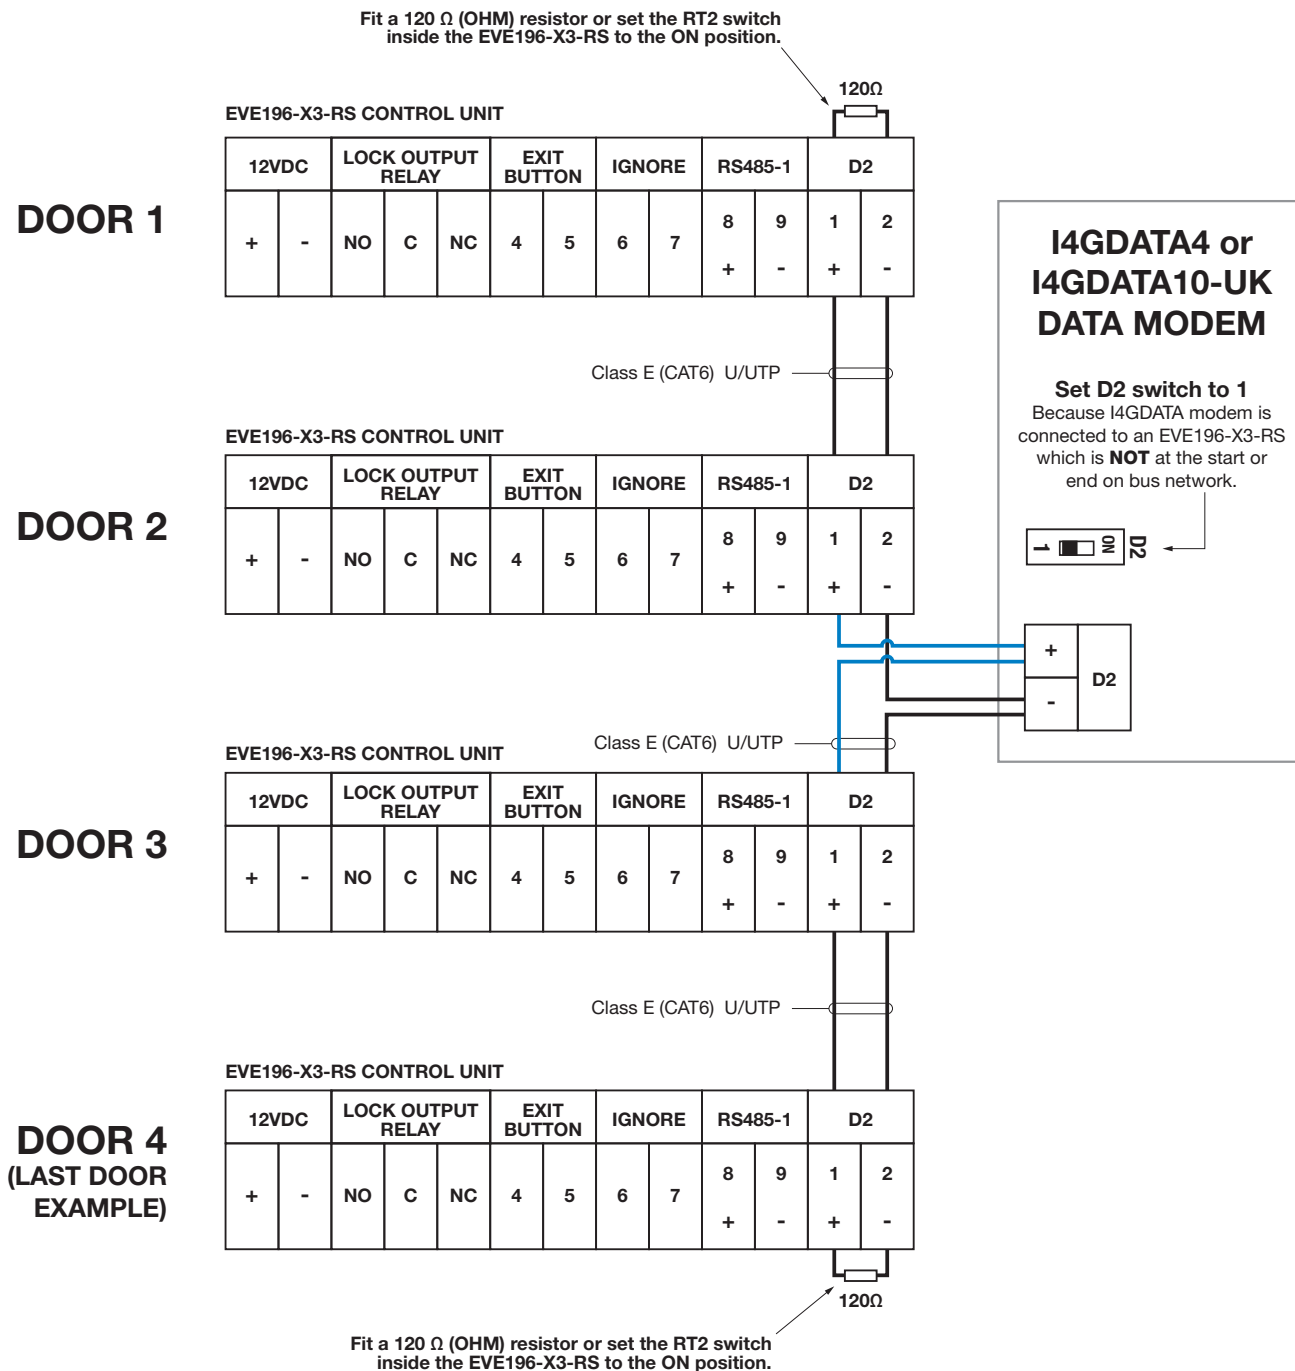 Fit a 120 Ω (OHM) resistor or set the RT2 switch
inside the EVE196-X3-RS to the ON position.
120Ω
EVE196-X3-RS CONTROL UNIT
DOOR 1
12VDC LOCK OUTPUT RELAY EXIT BUTTON IGNORE RS485-1 D2
+ - NO C NC 4 5 6 7 8 9 1 2
+ - + -
Class E (CAT6) U/UTP
I4GDATA4 or
I4GDATA10-UK
DATA MODEM
Set D2 switch to 1
Because I4GDATA modem is
connected to an EVE196-X3-RS
which is NOT at the start or
end on bus network.
1 ON D2
+
-
D2
EVE196-X3-RS CONTROL UNIT
DOOR 2
12VDC LOCK OUTPUT RELAY EXIT BUTTON IGNORE RS485-1 D2
+ - NO C NC 4 5 6 7 8 9 1 2
+ - + -
Class E (CAT6) U/UTP
EVE196-X3-RS CONTROL UNIT
DOOR 3
12VDC LOCK OUTPUT RELAY EXIT BUTTON IGNORE RS485-1 D2
+ - NO C NC 4 5 6 7 8 9 1 2
+ - + -
Class E (CAT6) U/UTP
EVE196-X3-RS CONTROL UNIT
DOOR 4
(LAST DOOR
EXAMPLE)
12VDC LOCK OUTPUT RELAY EXIT BUTTON IGNORE RS485-1 D2
+ - NO C NC 4 5 6 7 8 9 1 2
+ - + -
120Ω
Fit a 120 Ω (OHM) resistor or set the RT2 switch
inside the EVE196-X3-RS to the ON position.